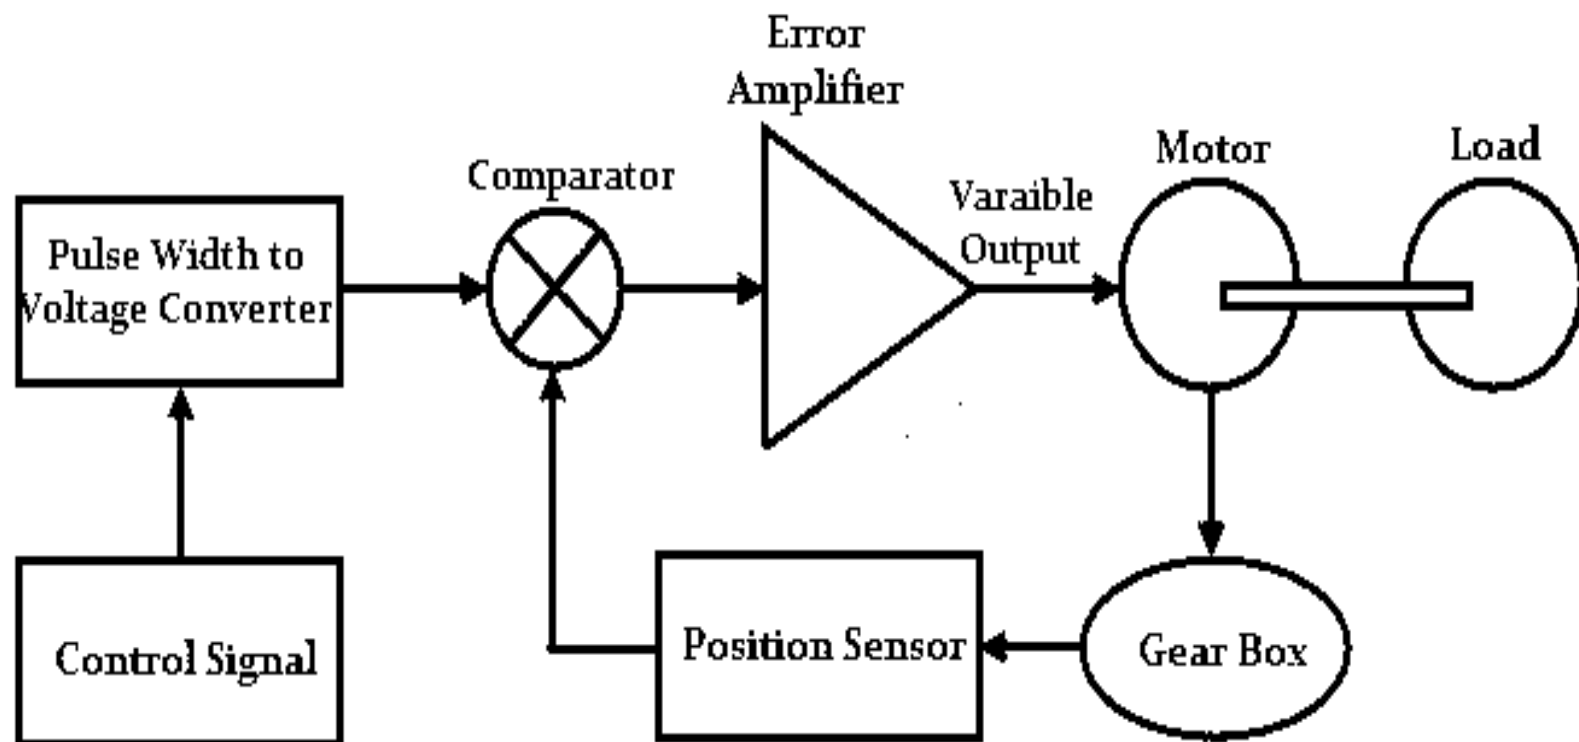 Error
Amplifier
Motor
Load
Comparator
Varaible
Output
Pulse Width to
Voltage Converter
Control Signal
Position Sensor
Gear Box